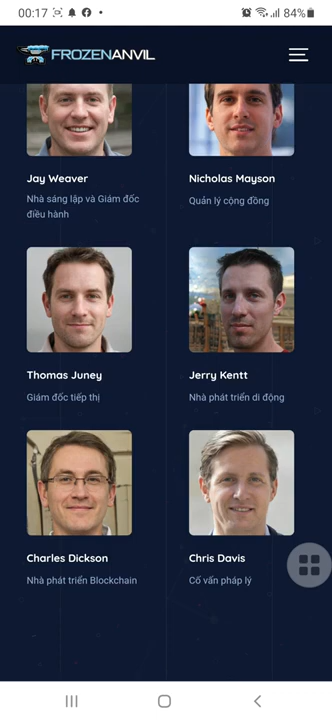 00:17
84%
FROZENANVIL
Jay Weaver
Nhà sáng lập và Giám đốc
điều hành
Nicholas Mayson
Quản lý cộng đồng
Thomas Juney
Giám đốc tiếp thị
Jerry Kentt
Nhà phát triển di động
Charles Dickson
Nhà phát triển Blockchain
Chris Davis
Cố vấn pháp lý